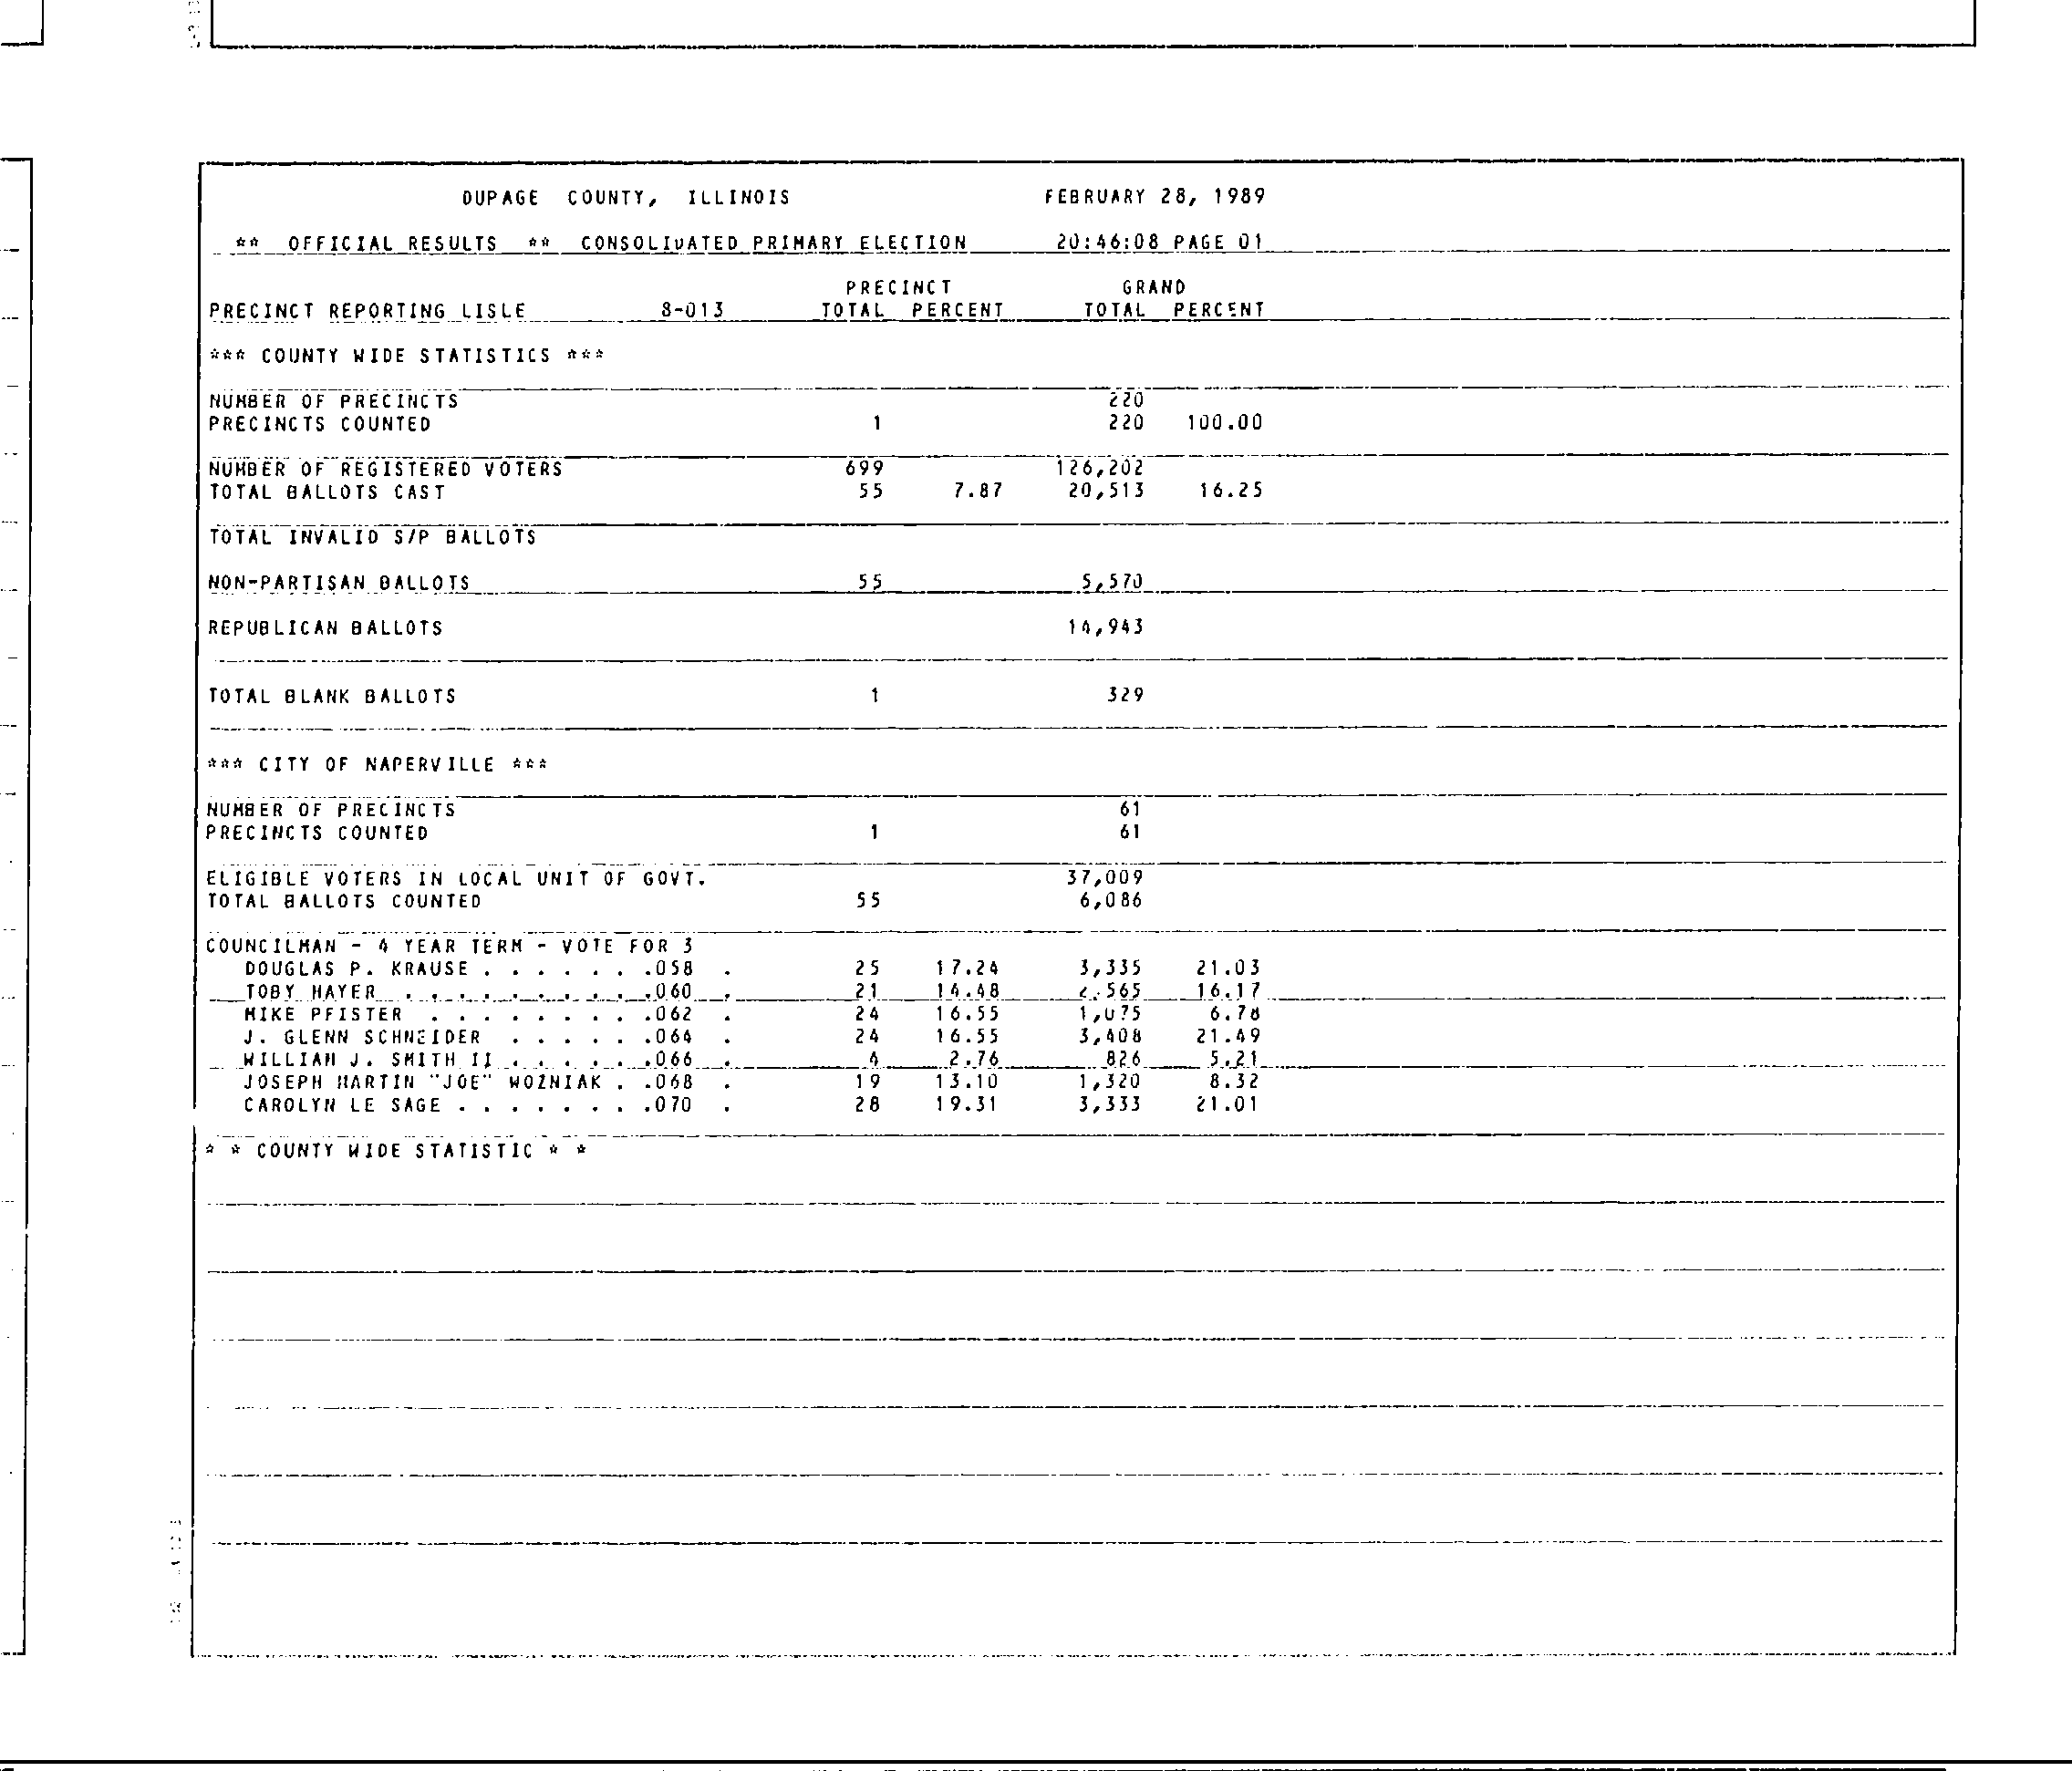 DUPAGE COUNTY, ILLINOIS FEBRUARY 28, 1989
** OFFICIAL RESULTS ** CONSOLIDATED PRIMARY ELECTION 20:46:08 PAGE 01
PRECINCT GRAND
PRECINCT REPORTING LISLE 8-013 TOTAL PERCENT TOTAL PERCENT
*** COUNTY WIDE STATISTICS ***
NUMBER OF PRECINCTS 220
PRECINCTS COUNTED 1 220 100.00
NUMBER OF REGISTERED VOTERS 699 126,202
TOTAL BALLOTS CAST 55 7.87 20,513 16.25
TOTAL INVALID S/P BALLOTS
NON-PARTISAN BALLOTS 55 5,570
REPUBLICAN BALLOTS 14,943
TOTAL BLANK BALLOTS 1 329
*** CITY OF NAPERVILLE ***
NUMBER OF PRECINCTS 61
PRECINCTS COUNTED 1 61
ELIGIBLE VOTERS IN LOCAL UNIT OF GOVT. 37,009
TOTAL BALLOTS COUNTED 55 6,086
COUNCILMAN - 4 YEAR TERM - VOTE FOR 3
DOUGLAS P. KRAUSE . . . . . . .058 . 25 17.24 3,335 21.03
TOBY HAYER . . . . . . . . . .060 . 21 14.48 2,565 16.17
MIKE PFISTER . . . . . . . . .062 . 24 16.55 1,075 6.78
J. GLENN SCHNEIDER . . . . . .064 . 24 16.55 3,408 21.49
WILLIAM J. SMITH II . . . . . .066 . 4 2.76 826 5.21
JOSEPH MARTIN "JOE" WOZNIAK . .068 . 19 13.10 1,320 8.32
CAROLYN LE SAGE . . . . . . . .070 . 28 19.31 3,333 21.01
* * COUNTY WIDE STATISTIC * *